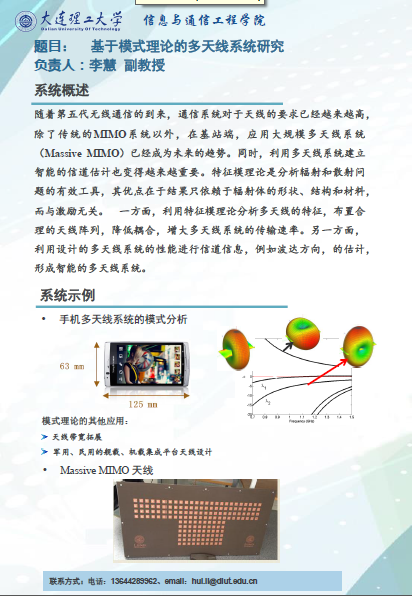 大连理工大学 信息与通信工程学院
Dalian University Of Technology
题目： 基于模式理论的多天线系统研究
负责人：李慧 副教授
系统概述
随着第五代无线通信的到来，通信系统对于天线的要求已经越来越高，
除了传统的MIMO系统以外，在基站端，应用大规模多天线系统
（Massive MIMO）已经成为未来的趋势。同时，利用多天线系统建立
智能的信道估计也变得越来越重要。特征模理论是分析辐射和散射问
题的有效工具，其优点在于结果只依赖于辐射体的形状、结构和材料，
而与激励无关。 一方面，利用特征模理论分析多天线的特征，布置合
理的天线阵列，降低耦合，增大多天线系统的传输速率。另一方面，
利用设计的多天线系统的性能进行信道信息，例如波达方向，的估计，
形成智能的多天线系统。
系统示例
• 手机多天线系统的模式分析
63 mm
125 mm
0.7 0.8 0.9 1 1.1 1.2 1.3 1.4 1.5
Frequency (GHz)
模式理论的其他应用：
➢ 天线带宽拓展
➢ 军用、民用的舰载、机载集成平台天线设计
• Massive MIMO 天线
联系方式：电话：13644289962、email：hui.li@dlut.edu.cn